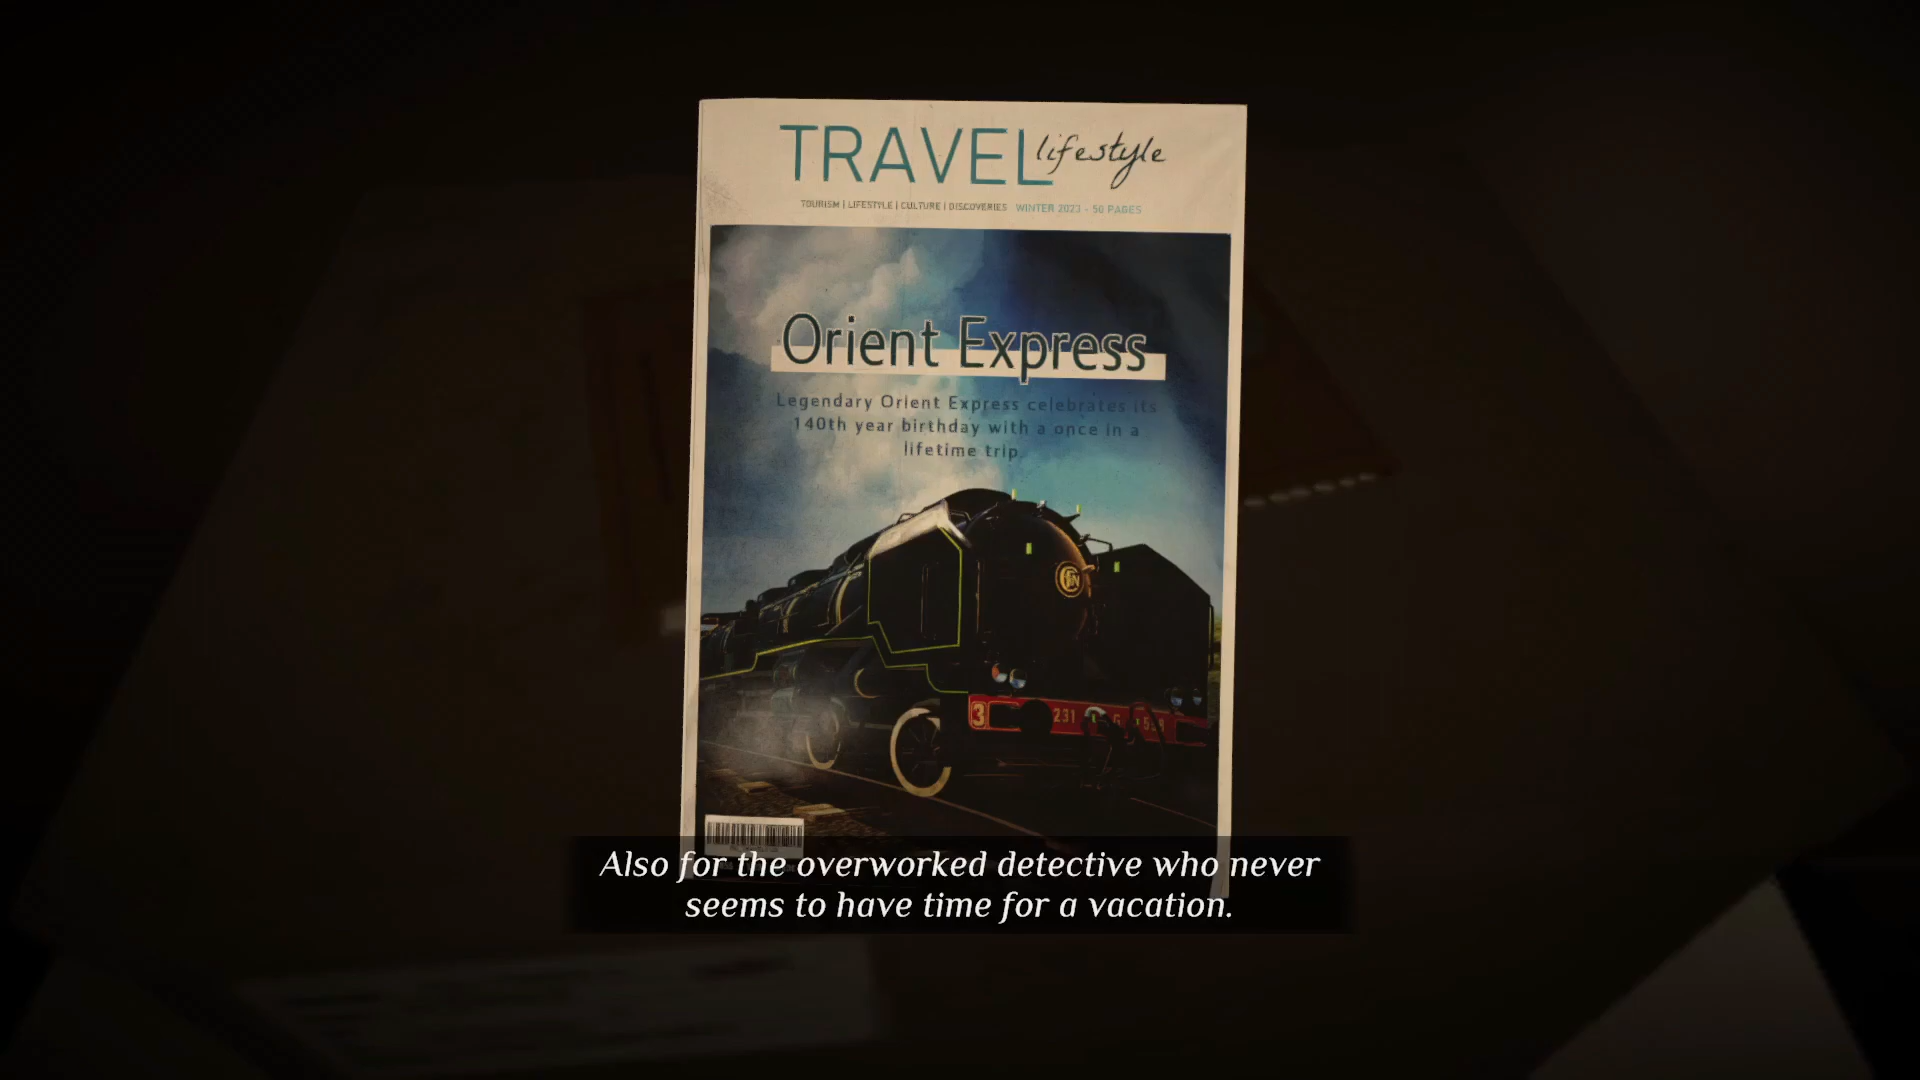 TRAVEL lifestyle
TOURISM | LIFESTYLE | CULTURE | DISCOVERIES WINTER 2023 - 50 PAGES
Orient Express
Legendary Orient Express celebrates its
140th year birthday with a once in a
lifetime trip.
3 231 G
Also for the overworked detective who never
seems to have time for a vacation.